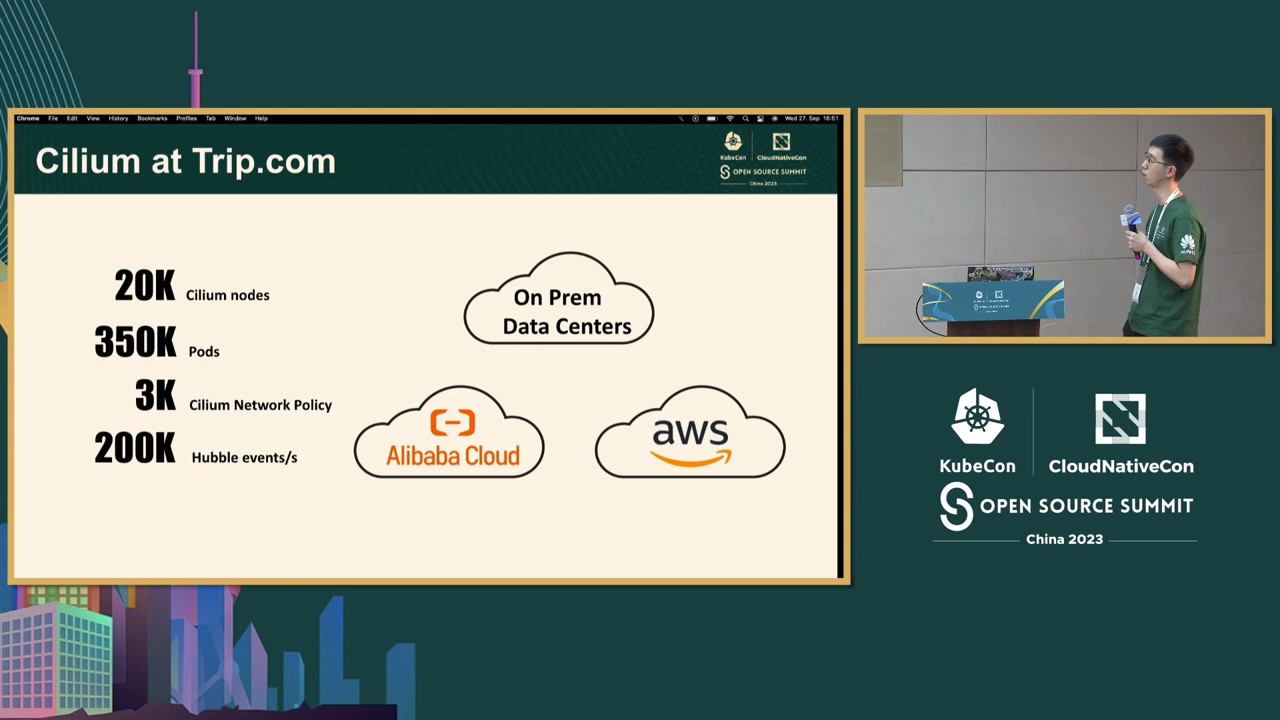 Chrome File Edit View History Bookmarks Profiles Tab Window Help
Wed 27. Sep 16:51
Cilium at Trip.com
KubeCon CloudNativeCon
OPEN SOURCE SUMMIT
China 2023
20K Cilium nodes
350K Pods
3K Cilium Network Policy
200K Hubble events/s
On Prem
Data Centers
Alibaba Cloud
aws
HUAWEI
KubeCon CloudNativeCon
OPEN SOURCE SUMMIT
China 2023